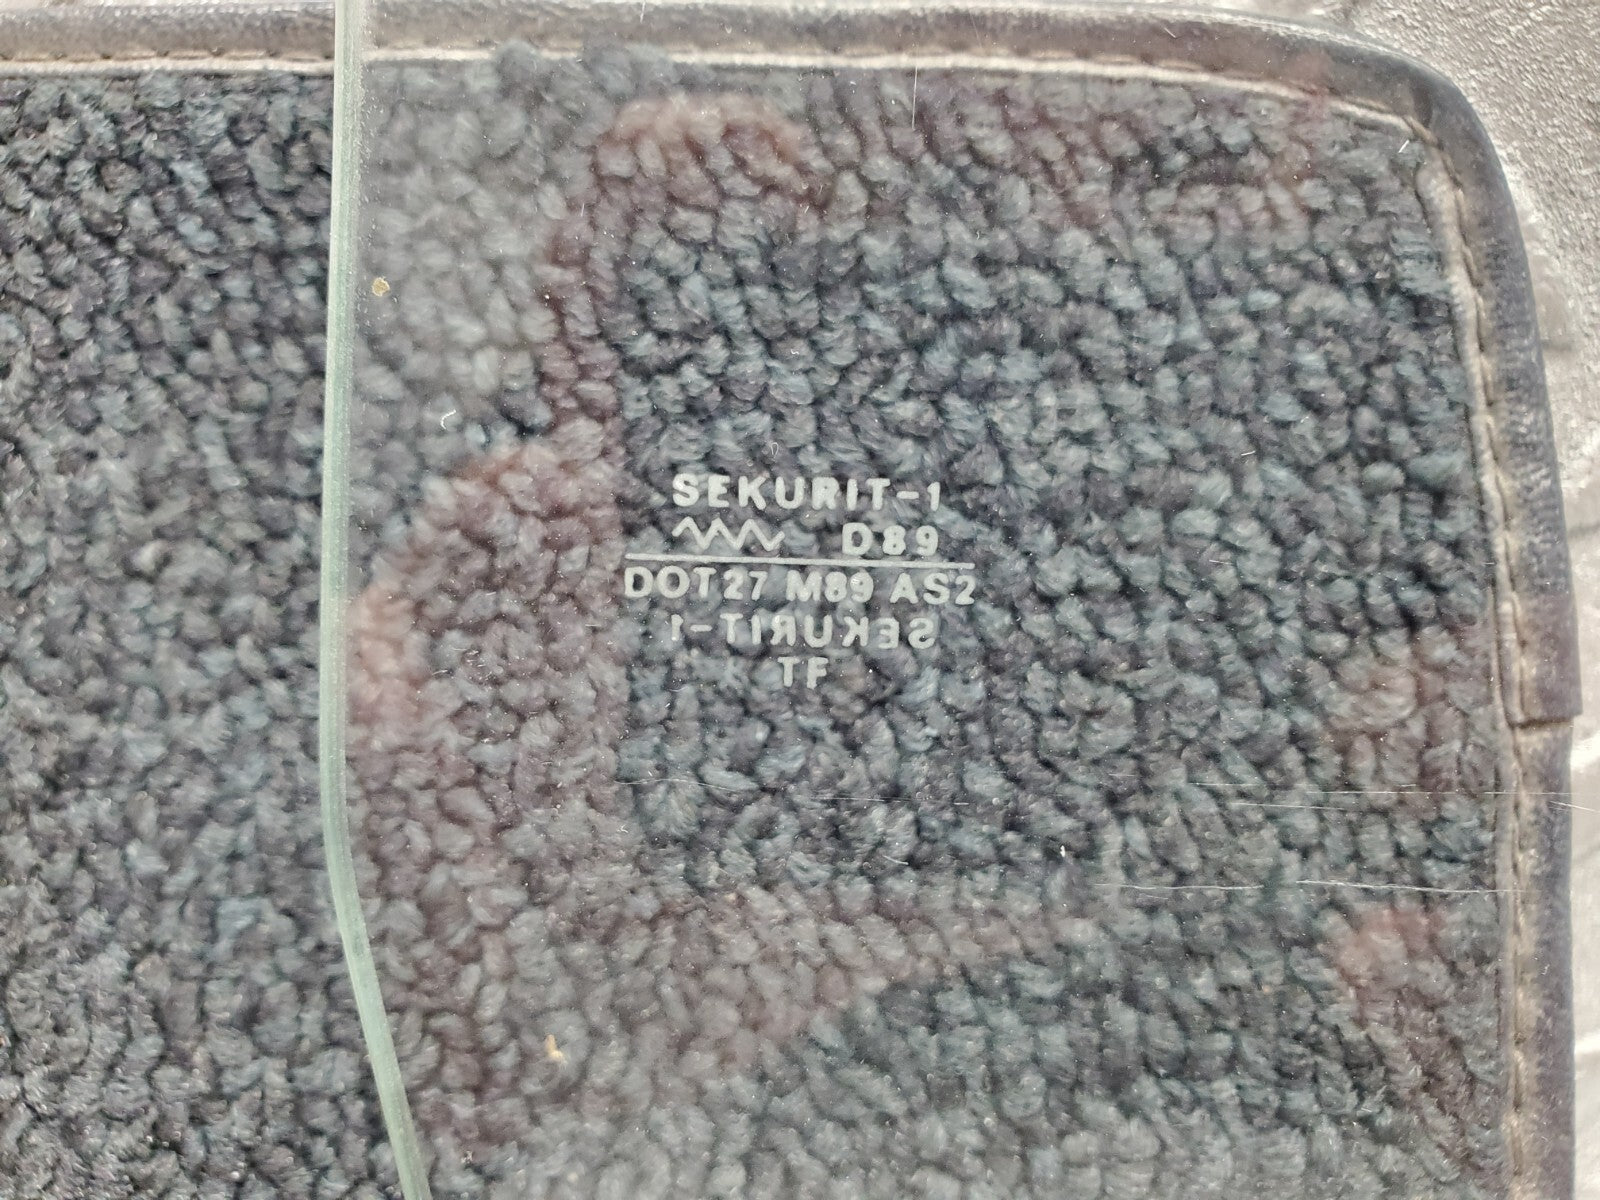 SEKURIT-1
D89
DOT27 M89 AS2
SEKURIT-1
TF